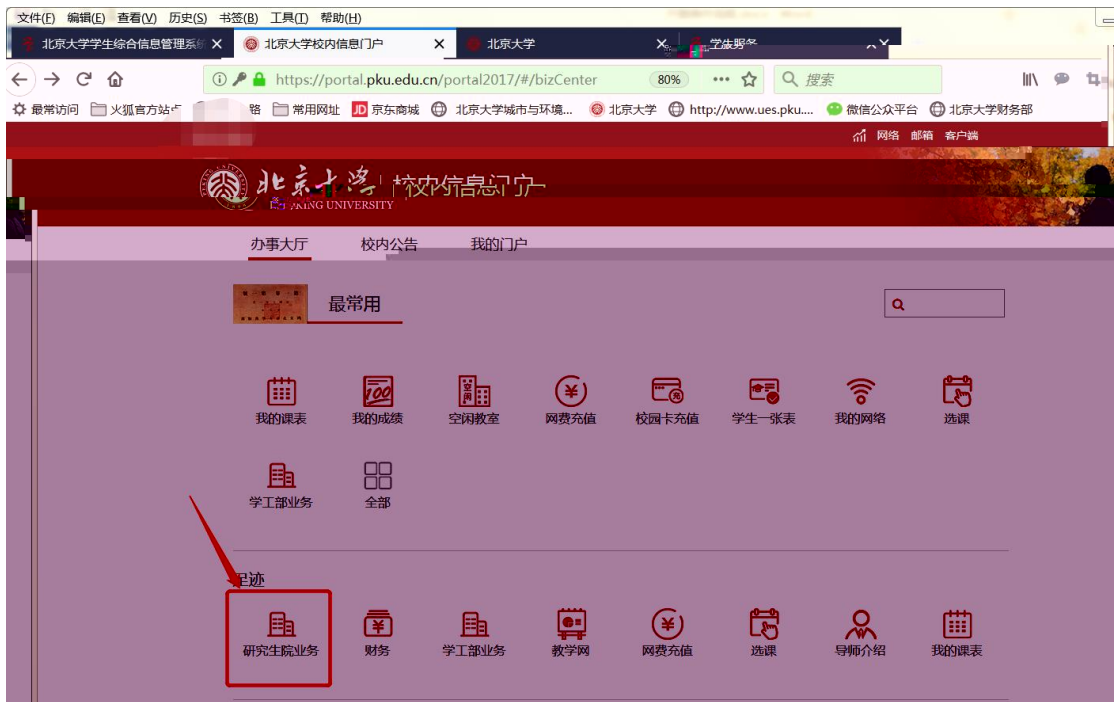 文件(F) 编辑(E) 查看(V) 历史(S) 书签(B) 工具(T) 帮助(H)
北京大学学生综合信息管理系统 北京大学校内信息门户 北京大学
https://portal.pku.edu.cn/portal2017/#/bizCenter 80% 搜索
最常访问 火狐官方站点 常用网址 JD 京东商城 北京大学城市与环境... 北京大学 http://www.ues.pku.... 微信公众平台 北京大学财务部
网络 邮箱 客户端
北京大学 校内信息门户
UNIVERSITY
办事大厅 校内公告 我的门户
最常用
我的课表 我的成绩 空闲教室 网费充值 校园卡充值 学生一张表 我的网络 选课
学工部业务 全部
足迹
研究生院业务 财务 学工部业务 教学网 网费充值 选课 导师介绍 我的课表